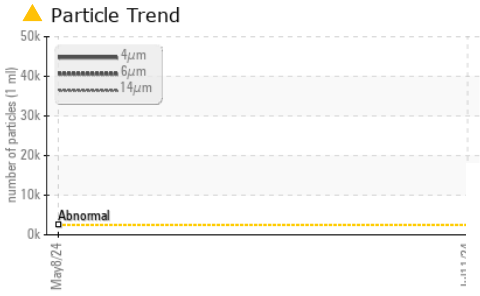 Particle Trend
50k
40k
30k
20k
10k
0k
number of particles (1 ml)
4µm
6µm
14µm
Abnormal
May8/24